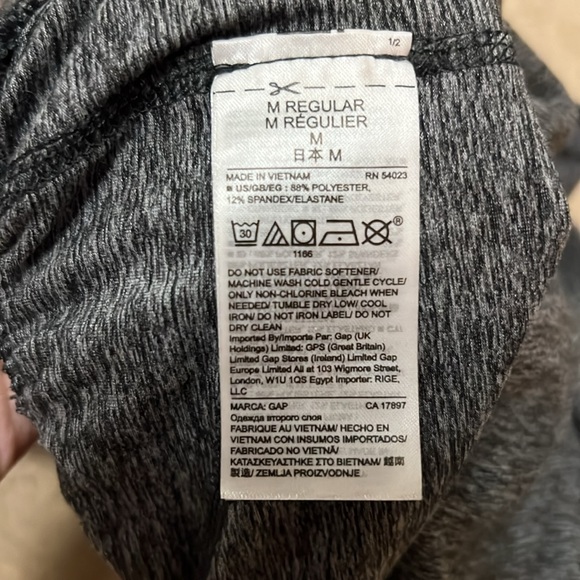 1/2
M REGULAR
M RÉGULIER
M
日本 M
MADE IN VIETNAM RN 54023
US/GB/EG : 88% POLYESTER,
12% SPANDEX/ELASTANE
30 ®
1166
DO NOT USE FABRIC SOFTENER/
MACHINE WASH COLD GENTLE CYCLE/
ONLY NON-CHLORINE BLEACH WHEN
NEEDED/ TUMBLE DRY LOW/ COOL
IRON/ DO NOT IRON LABEL/ DO NOT
DRY CLEAN
Imported By/Importe Par: Gap (UK
Holdings) Limited: GPS (Great Britain)
Limited Gap Stores (Ireland) Limited Gap
Europe Limited All at 103 Wigmore Street,
London, W1U 1QS Egypt Importer: RIGE,
LLC
MARCA: GAP CA 17897
Одежда второго слоя
FABRIQUE AU VIETNAM/ HECHO EN
VIETNAM CON INSUMOS IMPORTADOS/
FABRICADO NO VIETNÃ/
ΚΑΤΑΣΚΕΥΑΣΤΗΚΕ ΣΤΟ ΒΙΕΤΝΑΜ/ 越南
製造/ ZEMLJA PROIZVODNJE